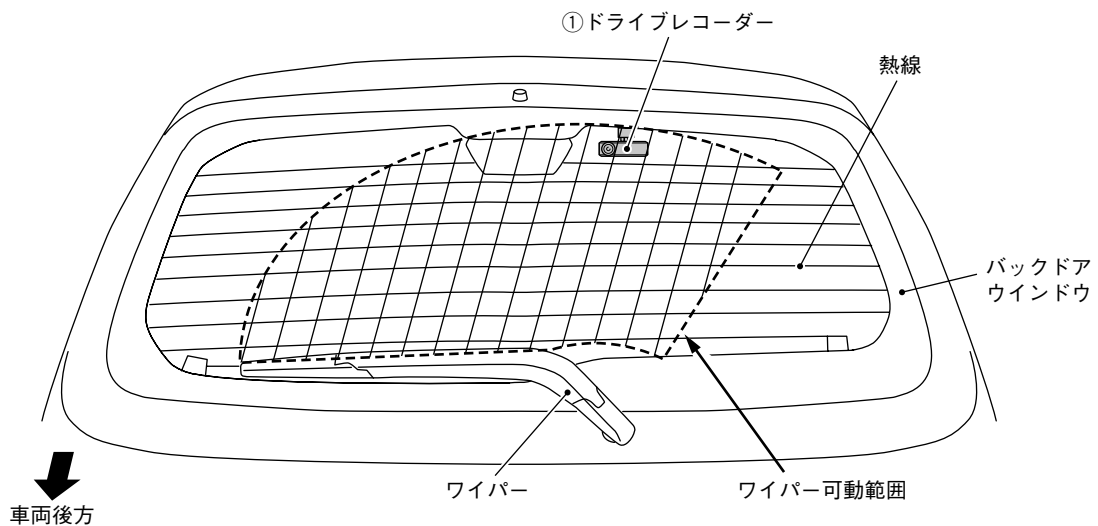 ①ドライブレコーダー
熱線
バックドア
ウインドウ
ワイパー
ワイパー可動範囲
車両後方